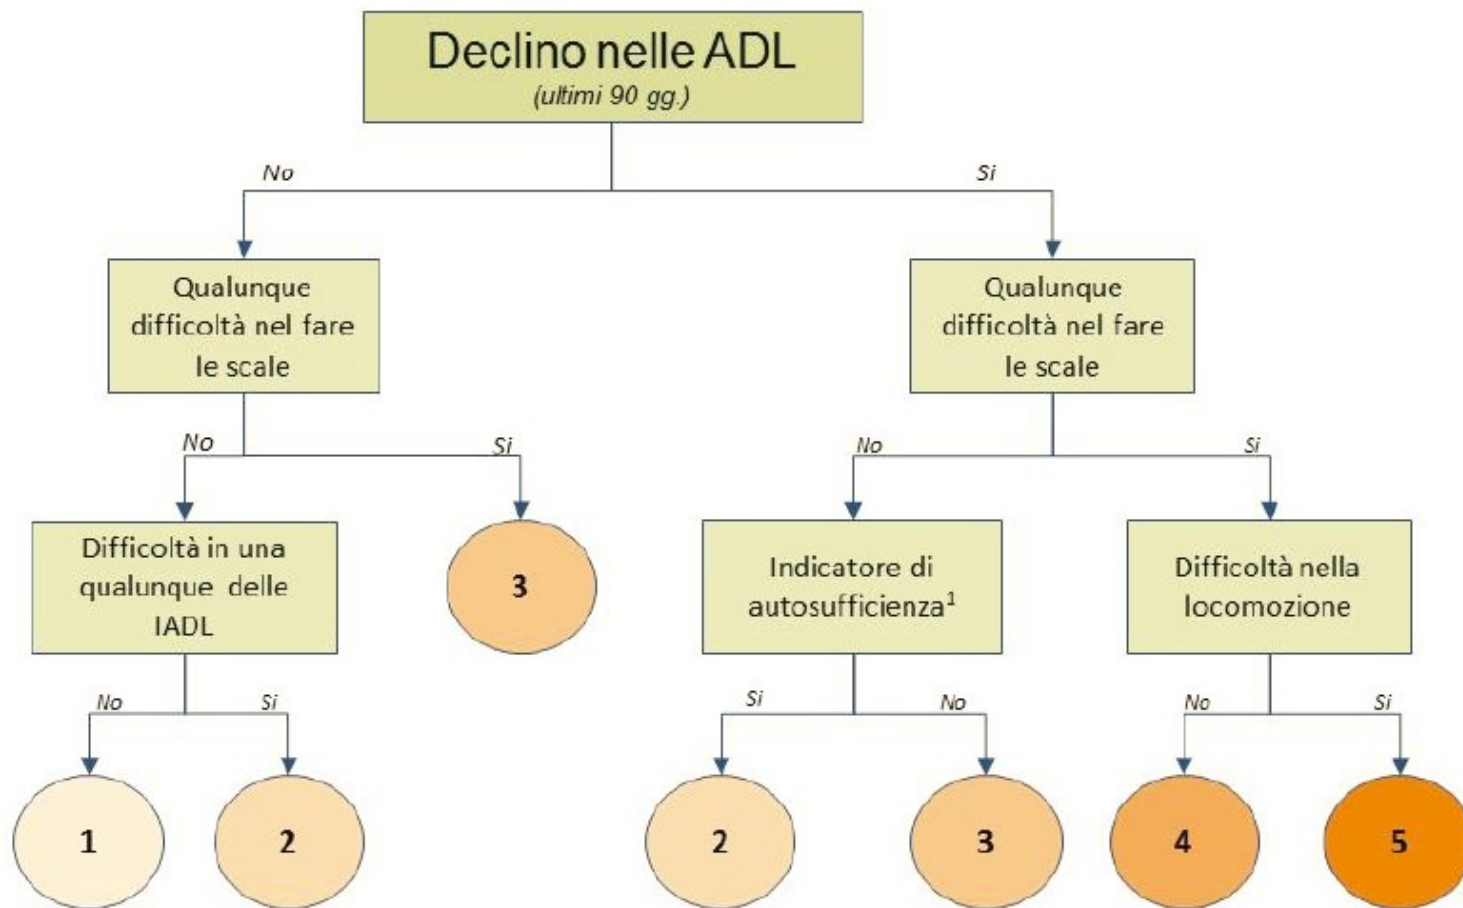 Declino nelle ADL
(ultimi 90 gg.)
No
Si
Qualunque
difficoltà nel fare
le scale
Qualunque
difficoltà nel fare
le scale
No
Si
No
Si
Difficoltà in una
qualunque delle
IADL
3
Indicatore di
autosufficienza¹
Difficoltà nella
locomozione
No
Si
Si
No
No
Si
1
2
2
3
4
5